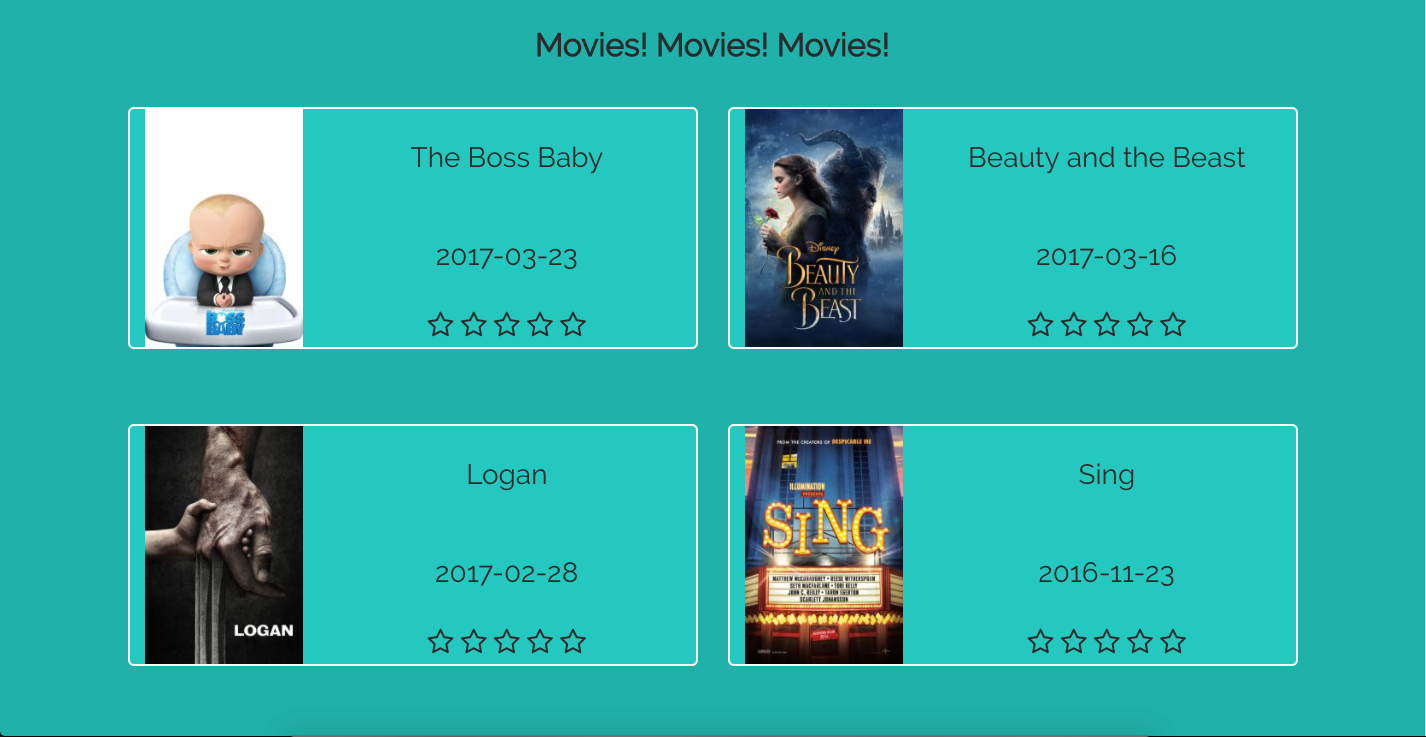 Movies! Movies! Movies!
The Boss Baby
2017-03-23
BOSS
BABY
Beauty and the Beast
2017-03-16
Disney
BEAUTY
AND THE
BEAST
Logan
2017-02-28
LOGAN
Sing
2016-11-23
FROM THE CREATORS OF DESPICABLE ME
ILLUMINATION
PRESENTS
SING
MATTHEW McCONAUGHEY • REESE WITHERSPOON
SETH MACFARLANE • TORI KELLY
JOHN C. REILLY • TARON EGERTON
SCARLETT JOHANSSON